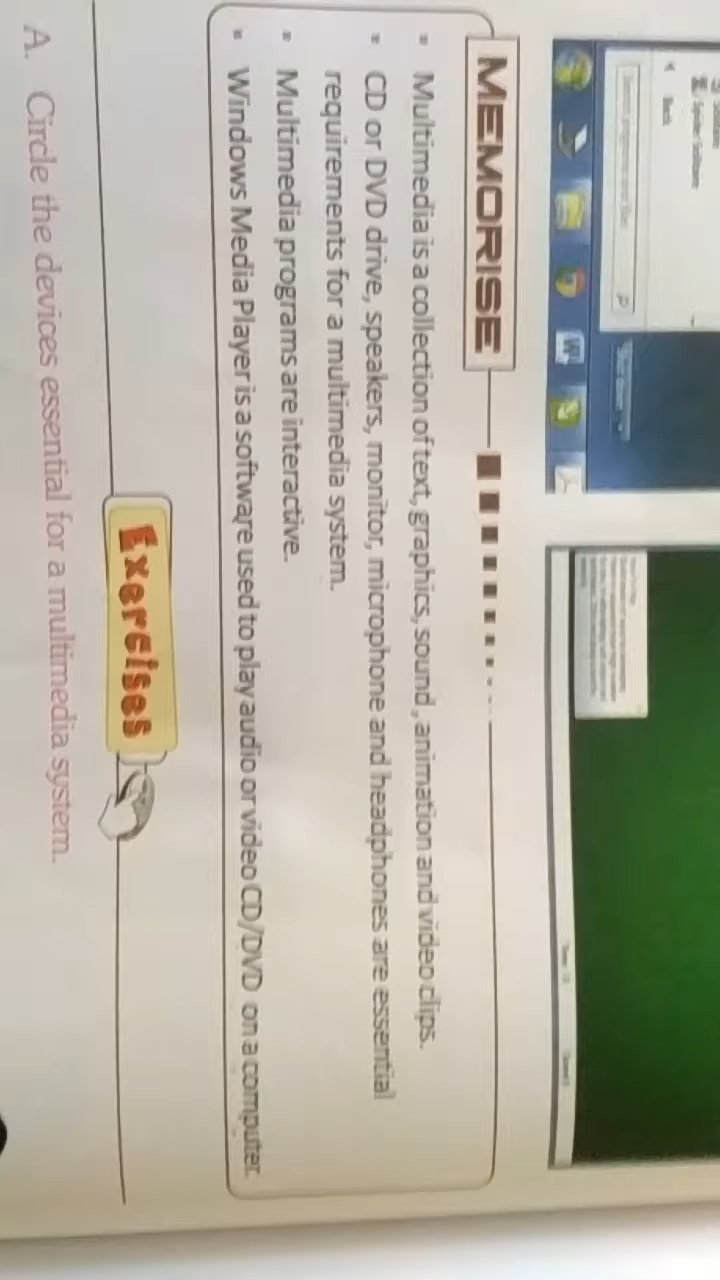 Back
MEMORISE
Multimedia is a collection of text, graphics, sound, animation and video clips.
CD or DVD drive, speakers, monitor, microphone and headphones are essential
requirements for a multimedia system.
Multimedia programs are interactive.
Windows Media Player is a software used to play audio or video CD/DVD on a computer.
Exercises
A. Circle the devices essential for a multimedia system.